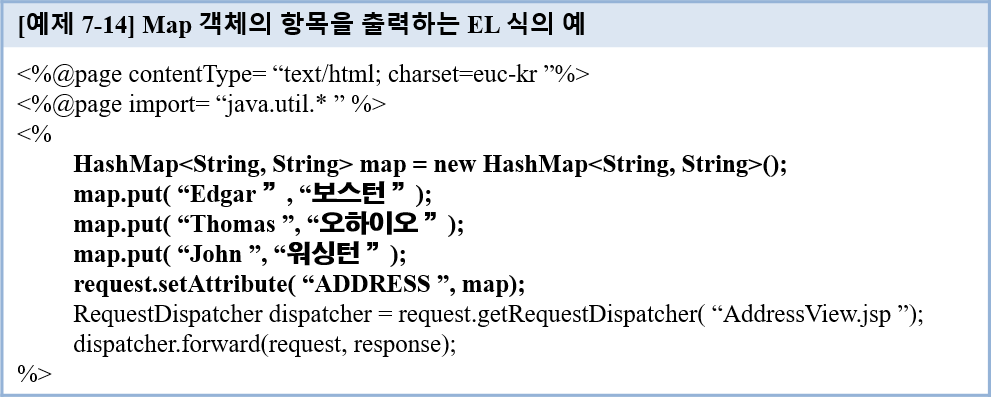 [예제 7-14] Map 객체의 항목을 출력하는 EL 식의 예
<%@page contentType= “text/html; charset=euc-kr ”%>
<%@page import= “java.util.* ” %>
<%
HashMap<String, String> map = new HashMap<String, String>();
map.put( “Edgar ” , “보스턴 ” );
map.put( “Thomas ”, “오하이오 ” );
map.put( “John ”, “워싱턴 ” );
request.setAttribute( “ADDRESS ”, map);
RequestDispatcher dispatcher = request.getRequestDispatcher( “AddressView.jsp ”);
dispatcher.forward(request, response);
%>